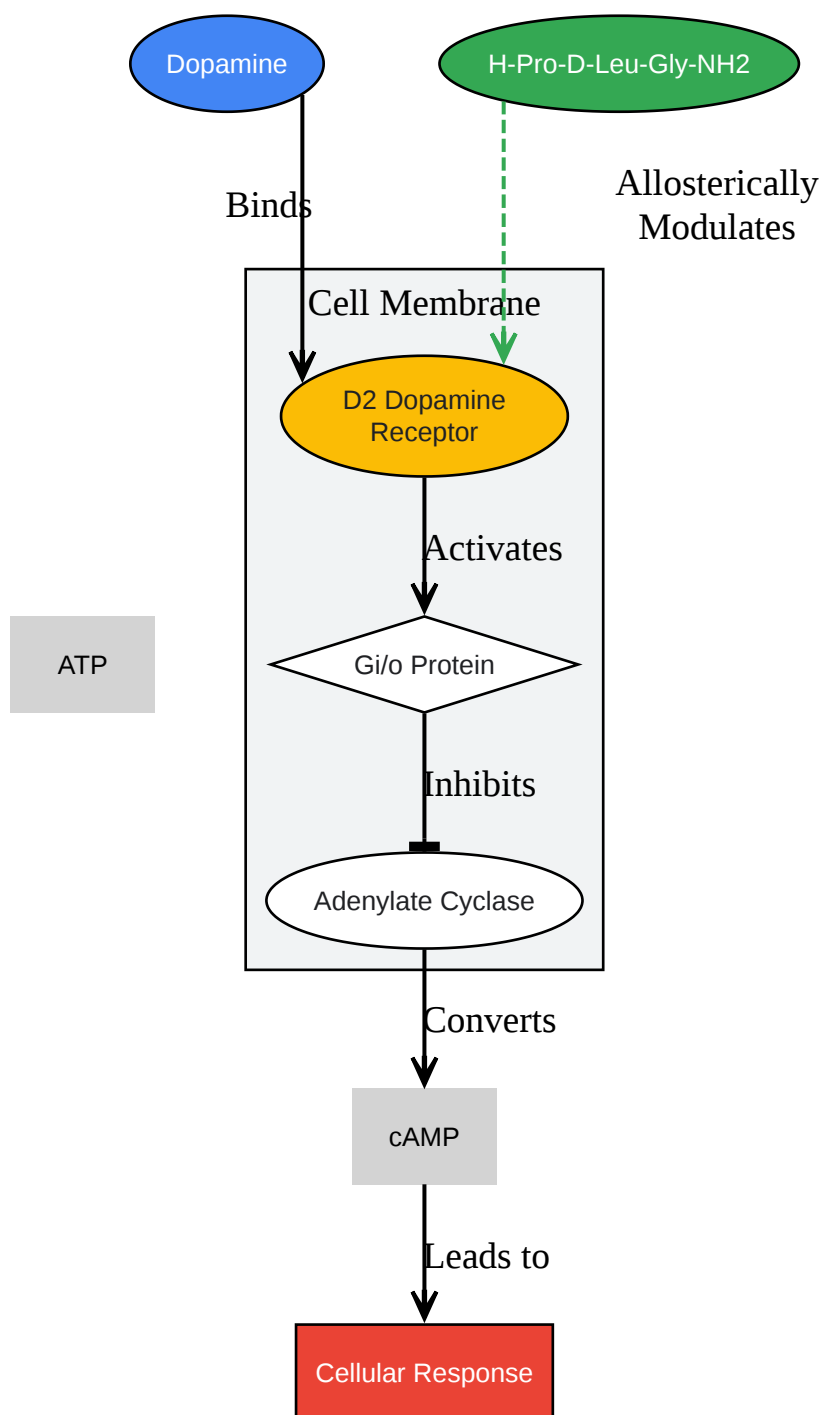 Dopamine
H-Pro-D-Leu-Gly-NH2
Binds
Allosterically
Modulates
Cell Membrane
D2 Dopamine
Receptor
Activates
ATP
Gi/o Protein
Inhibits
Adenylate Cyclase
Converts
cAMP
Leads to
Cellular Response